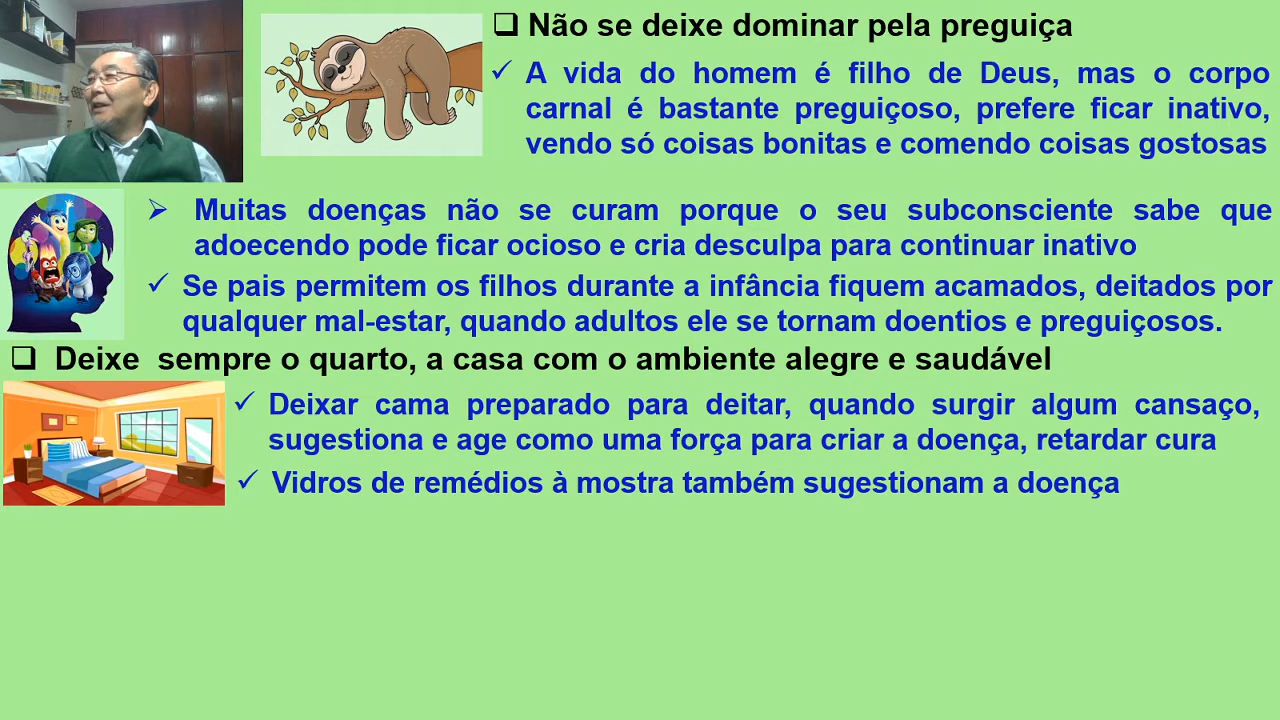 ❑ Não se deixe dominar pela preguiça
✓ A vida do homem é filho de Deus, mas o corpo
carnal é bastante preguiçoso, prefere ficar inativo,
vendo só coisas bonitas e comendo coisas gostosas
➢ Muitas doenças não se curam porque o seu subconsciente sabe que
adoecendo pode ficar ocioso e cria desculpa para continuar inativo
✓ Se pais permitem os filhos durante a infância fiquem acamados, deitados por
qualquer mal-estar, quando adultos ele se tornam doentios e preguiçosos.
❑ Deixe sempre o quarto, a casa com o ambiente alegre e saudável
✓ Deixar cama preparado para deitar, quando surgir algum cansaço,
sugestiona e age como uma força para criar a doença, retardar cura
✓ Vidros de remédios à mostra também sugestionam a doença